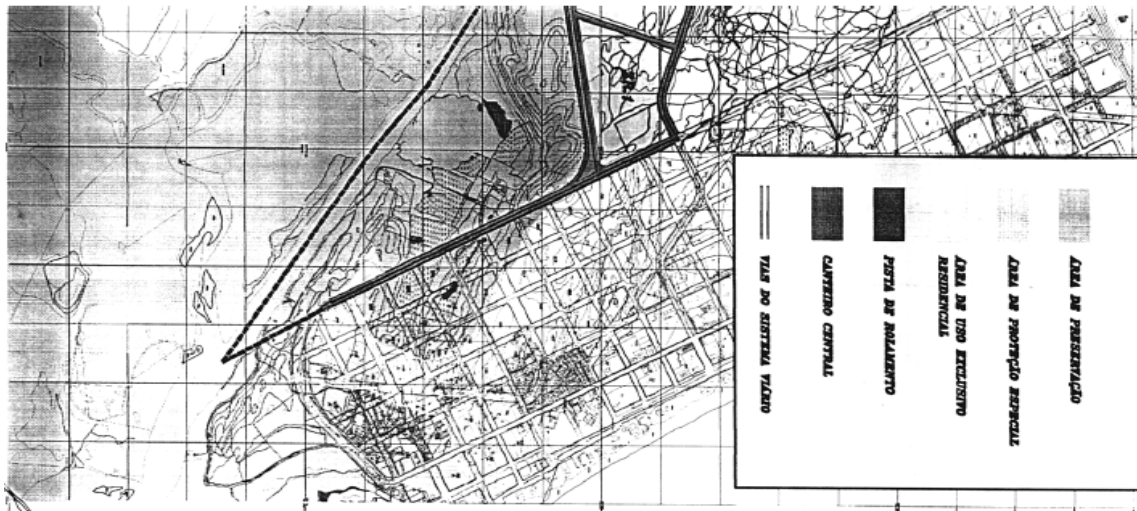 ÁREA DE PRESERVAÇÃO
ÁREA DE PROTEÇÃO ESPECIAL
ÁREA DE USO EXCLUSIVO
RESIDENCIAL
PISTA DE ROLAMENTO
CANTEIRO CENTRAL
VIAS DO SISTEMA VIÁRIO